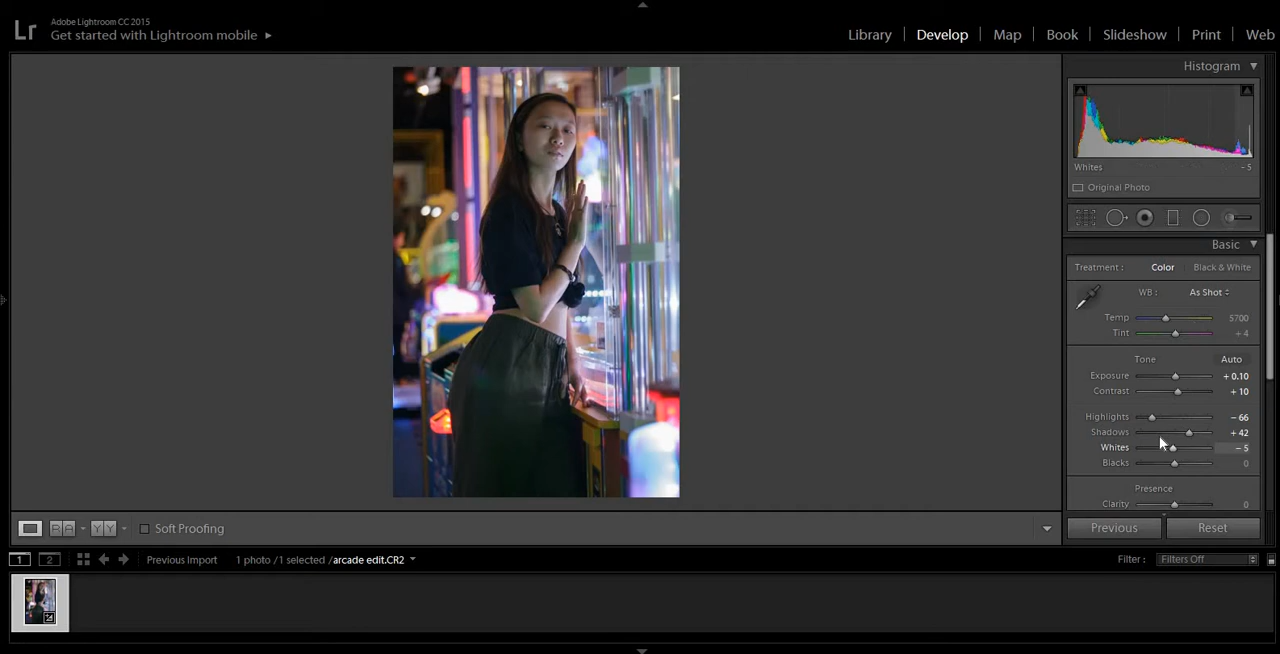 Lr
Adobe Lightroom CC 2015
Get started with Lightroom mobile
Library
Develop
Map
Book
Slideshow
Print
Web
Histogram
Whites - 5
Original Photo
Basic
Treatment : Color Black & White
WB : As Shot
Temp 5700
Tint + 4
Tone Auto
Exposure + 0.10
Contrast + 10
Highlights - 66
Shadows + 42
Whites - 5
Blacks 0
Presence
Clarity 0
Previous Reset
R A Y Y Soft Proofing
1 2 Previous Import 1 photo /1 selected /arcade edit.CR2 Filter : Filters Off